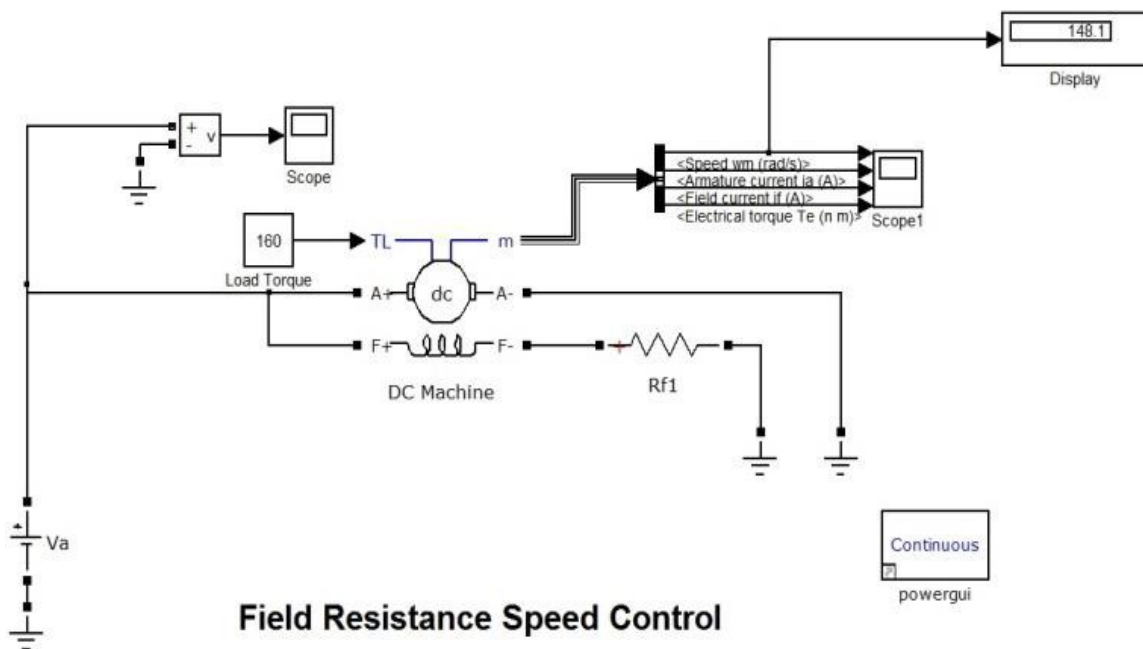 148.1
Display
+
-
v
Scope
<Speed wm (rad/s)>
<Armature current ia (A)>
<Field current if (A)>
<Electrical torque Te (n m)>
Scope1
160
TL
m
Load Torque
A+
dc
A-
F+
F-
+
DC Machine
Rf1
+
Va
Continuous
powergui
Field Resistance Speed Control